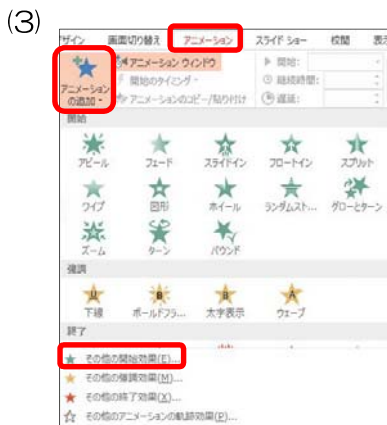 (3)
ザイン 画面切り替え アニメーション スライド ショー 校閲 表示
アニメーションの追加 アニメーション ウィンドウ 開始:
開始のタイミング 継続時間:
アニメーションのコピー/貼り付け 遅延:
開始
アピール フェード スライドイン フロートイン スプリット
ワイプ 図形 ホイール ランダムスト... グローとターン
ズーム ターン バウンド
強調
下線 ボールドフラ... 太字表示 ウェーブ
終了
その他の開始効果(E)...
その他の強調効果(M)...
その他の終了効果(X)...
その他のアニメーションの軌跡効果(P)...